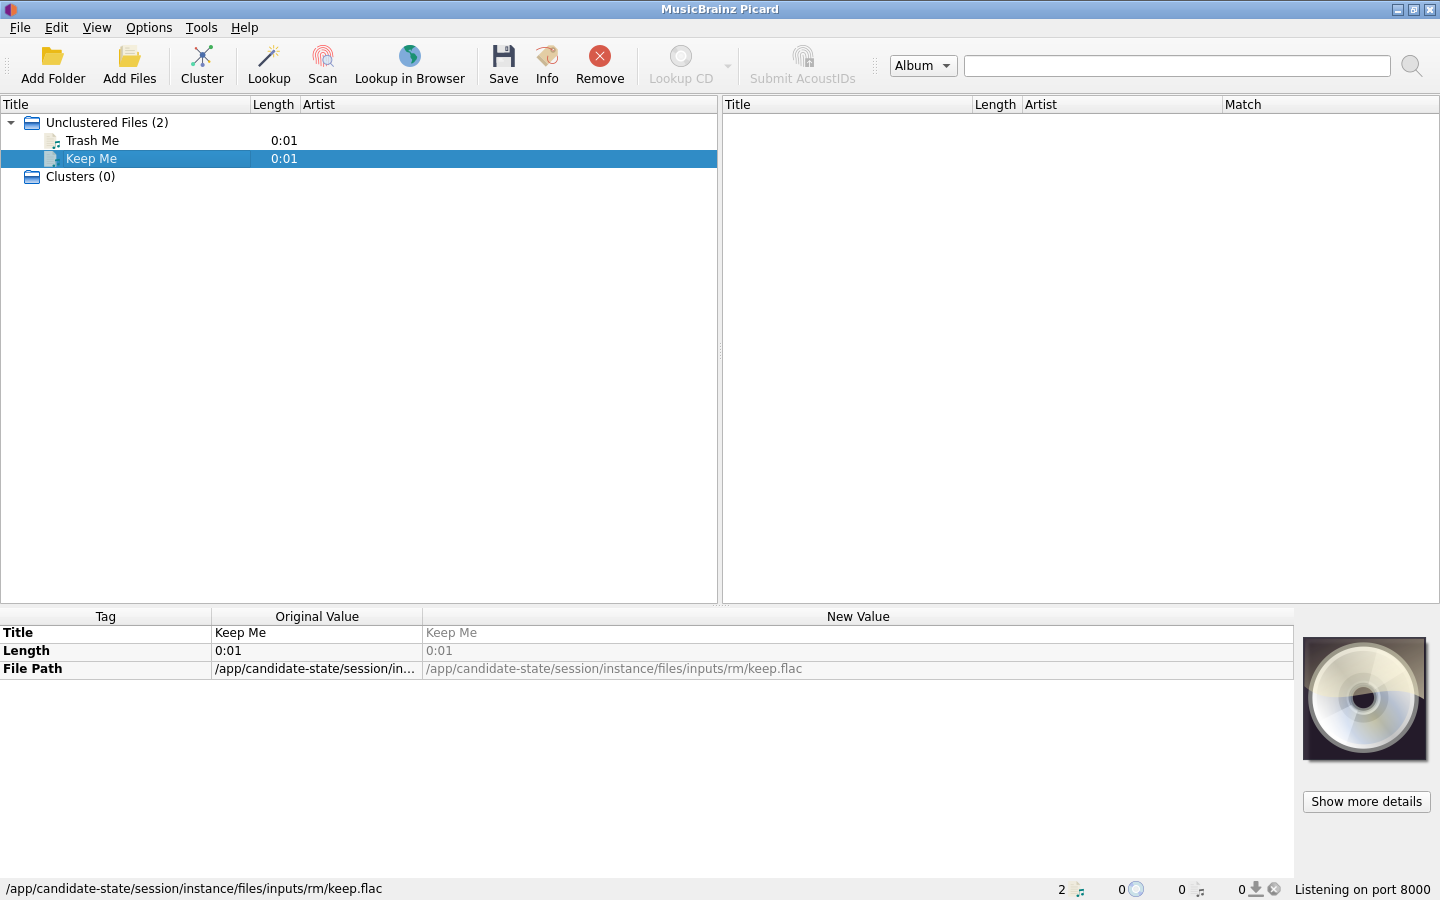 MusicBrainz Picard
File Edit View Options Tools Help
Add Folder Add Files Cluster Lookup Scan Lookup in Browser Save Info Remove Lookup CD Submit AcoustIDs Album
Title Length Artist Title Length Artist Match
Unclustered Files (2)
Trash Me 0:01
Keep Me 0:01
Clusters (0)
Tag Original Value New Value
Title Keep Me Keep Me
Length 0:01 0:01
File Path /app/candidate-state/session/in... /app/candidate-state/session/instance/files/inputs/rm/keep.flac
Show more details
/app/candidate-state/session/instance/files/inputs/rm/keep.flac 2 0 0 0 Listening on port 8000